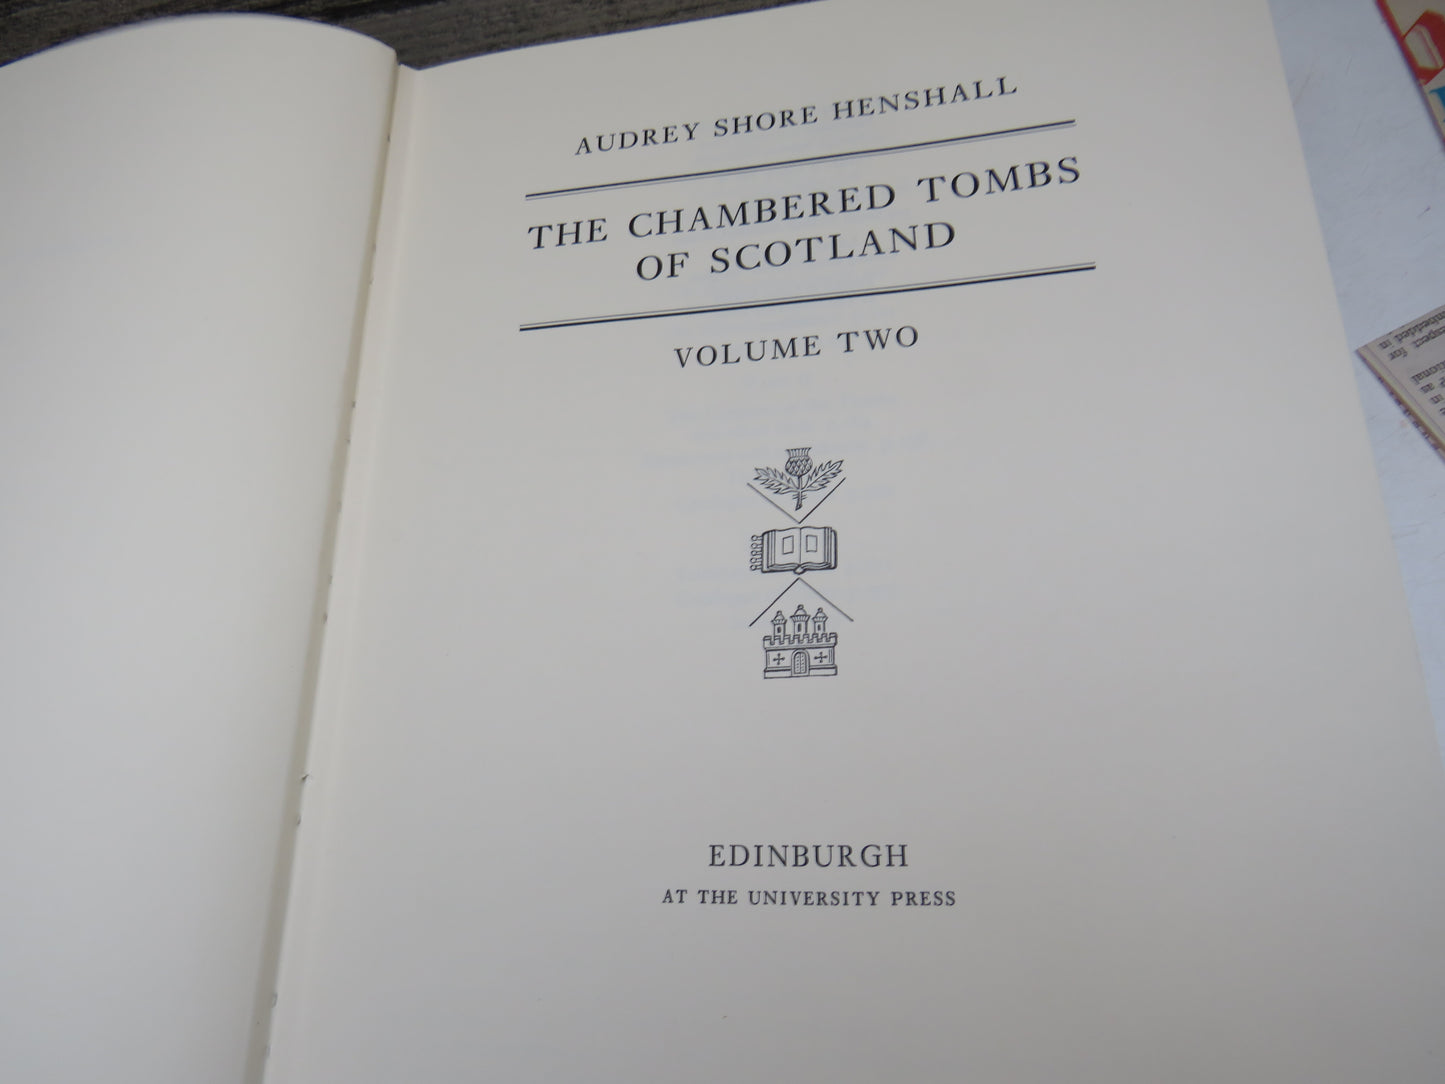 AUDREY SHORE HENSHALL
THE CHAMBERED TOMBS
OF SCOTLAND
VOLUME TWO
EDINBURGH
AT THE UNIVERSITY PRESS